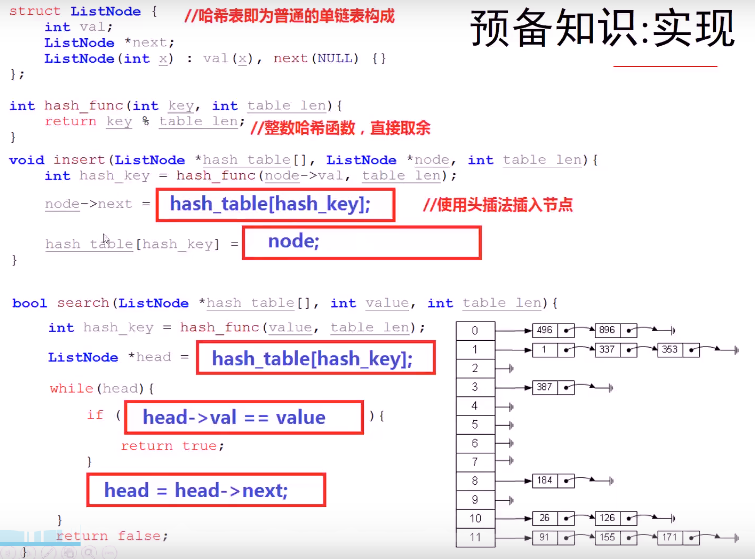 struct ListNode { //哈希表即为普通的单链表构成
预备知识:实现
int val;
ListNode *next;
ListNode(int x) : val(x), next(NULL) {}
};
int hash_func(int key, int table_len){
return key % table_len; //整数哈希函数，直接取余
}
void insert(ListNode *hash_table[], ListNode *node, int table_len){
int hash_key = hash_func(node->val, table_len);
node->next = hash_table[hash_key]; //使用头插法插入节点
hash_table[hash_key] = node;
}
bool search(ListNode *hash_table[], int value, int table_len){
int hash_key = hash_func(value, table_len);
ListNode *head = hash_table[hash_key];
while(head){
if ( head->val == value ){
return true;
}
head = head->next;
}
return false;
}
0 496 896
1 1 337 353
2
3 387
4
5
6
7
8 184
9
10 26 126
11 91 155 171